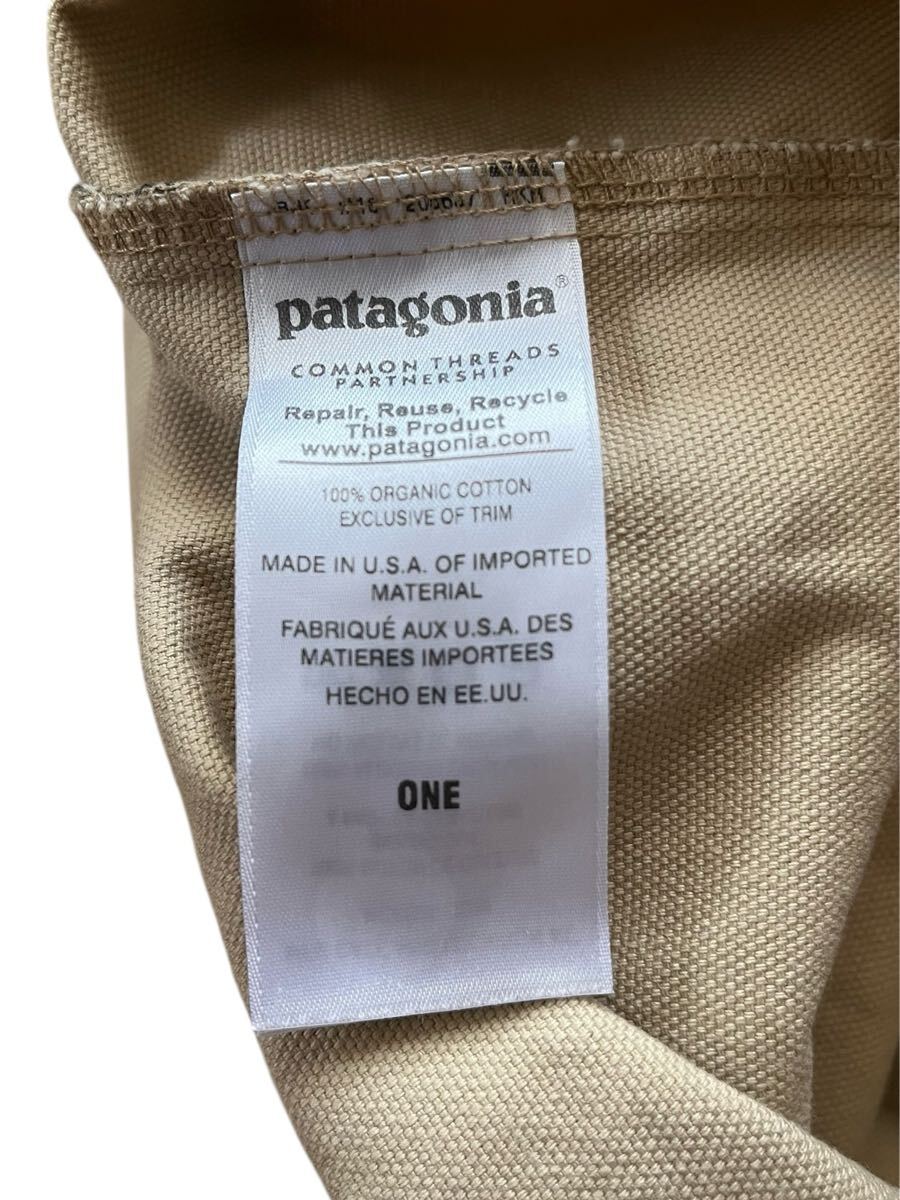 patagonia®
COMMON THREADS
PARTNERSHIP
Repair, Reuse, Recycle
This Product
www.patagonia.com
100% ORGANIC COTTON
EXCLUSIVE OF TRIM
MADE IN U.S.A. OF IMPORTED
MATERIAL
FABRIQUÉ AUX U.S.A. DES
MATIERES IMPORTEES
HECHO EN EE.UU.
ONE